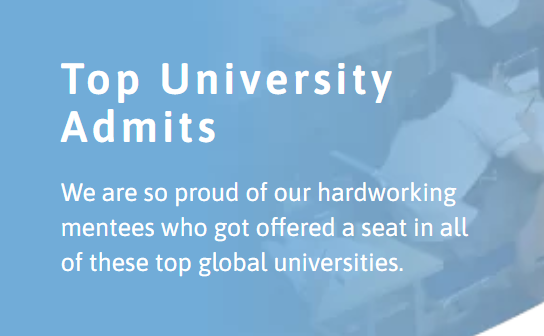 Top University
Admits
We are so proud of our hardworking
mentees who got offered a seat in all
of these top global universities.